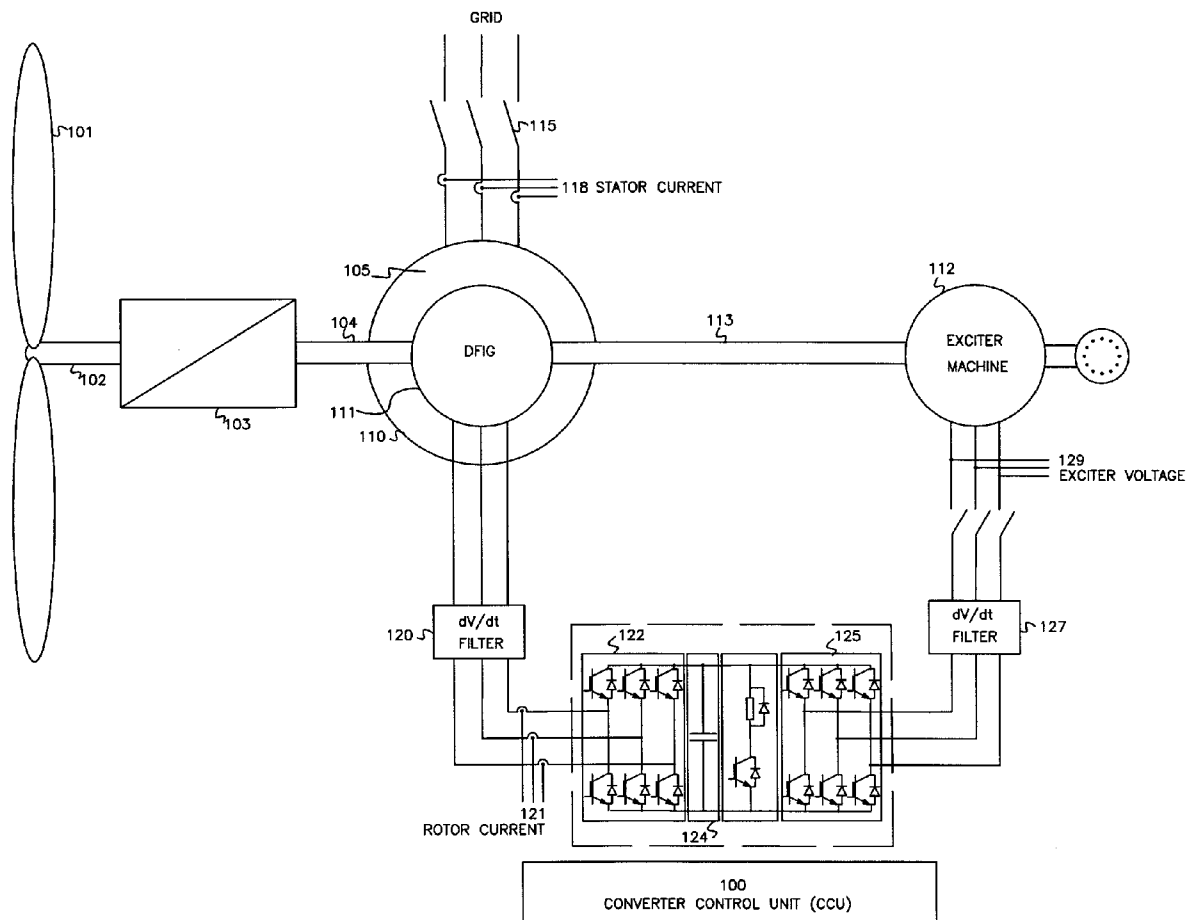 GRID
101
115
118 STATOR CURRENT
105
112
104
113
DFIG
EXCITER
MACHINE
102
103
111
110
129
EXCITER VOLTAGE
dV/dt
FILTER
120
122
125
dV/dt
FILTER
127
121
ROTOR CURRENT
124
100
CONVERTER CONTROL UNIT (CCU)